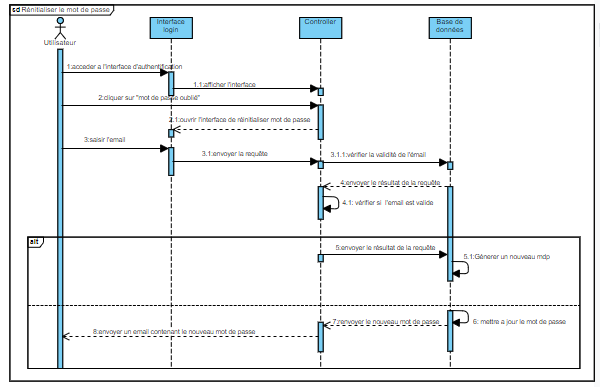 sd Réinitialiser le mot de passe
Utilisateur
Interface
login
Controller
Base de
données
1:acceder a l'interface d'authentification
1.1:afficher l'interface
2:cliquer sur "mot de passe oublié"
2.1:ouvrir l'interface de réinitialiser mot de passe
3:saisir l'email
3.1:envoyer la requête
3.1.1:vérifier la validité de l'émail
4:envoyer le résultat de la requête
4.1: vérifier si l'email est valide
alt
5:envoyer le résultat de la requête
5.1:Génerer un nouveau mdp
6: mettre a jour le mot de passe
7:renvoyer le nouveau mot de passe
8:envoyer un email contenant le nouveau mot de passe